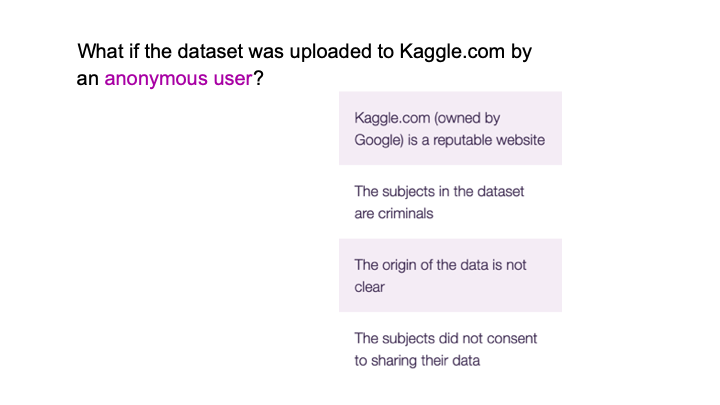 What if the dataset was uploaded to Kaggle.com by
an anonymous user?
Kaggle.com (owned by
Google) is a reputable website
The subjects in the dataset
are criminals
The origin of the data is not
clear
The subjects did not consent
to sharing their data